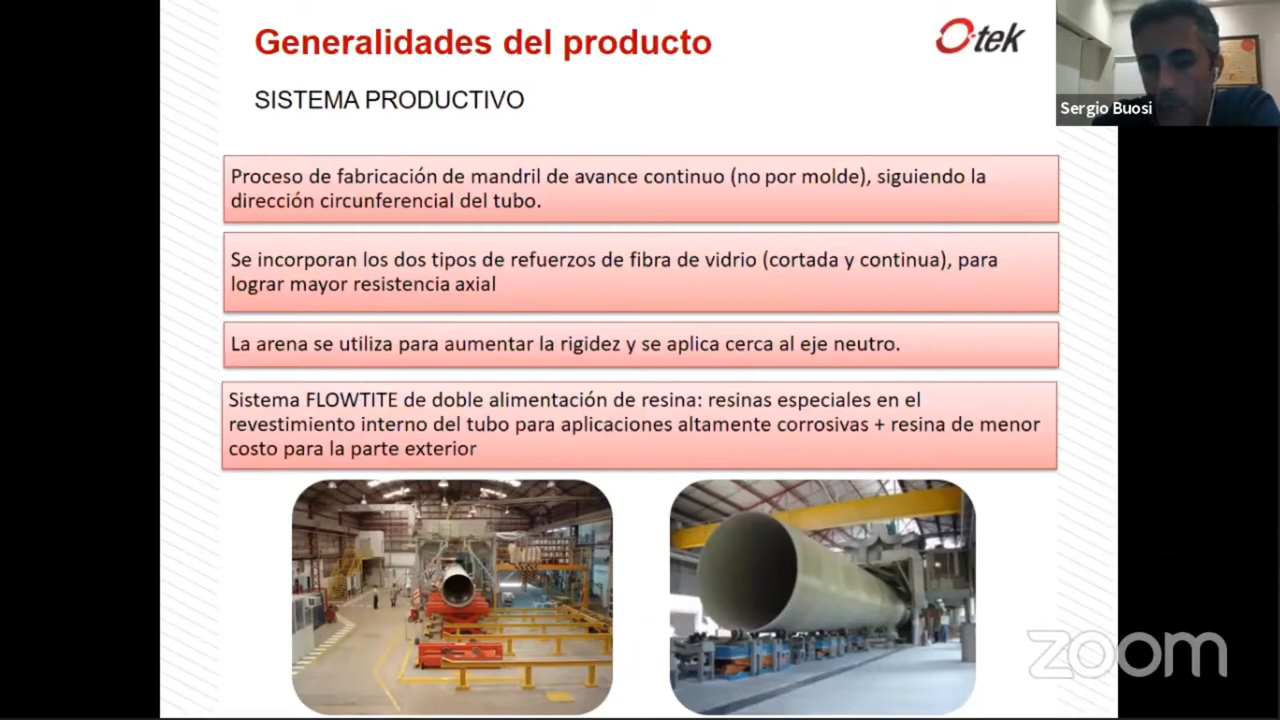 Generalidades del producto
O-tek
Sergio Buosi
SISTEMA PRODUCTIVO
Proceso de fabricación de mandril de avance continuo (no por molde), siguiendo la
dirección circunferencial del tubo.
Se incorporan los dos tipos de refuerzos de fibra de vidrio (cortada y continua), para
lograr mayor resistencia axial
La arena se utiliza para aumentar la rigidez y se aplica cerca al eje neutro.
Sistema FLOWTITE de doble alimentación de resina: resinas especiales en el
revestimiento interno del tubo para aplicaciones altamente corrosivas + resina de menor
costo para la parte exterior
zoom